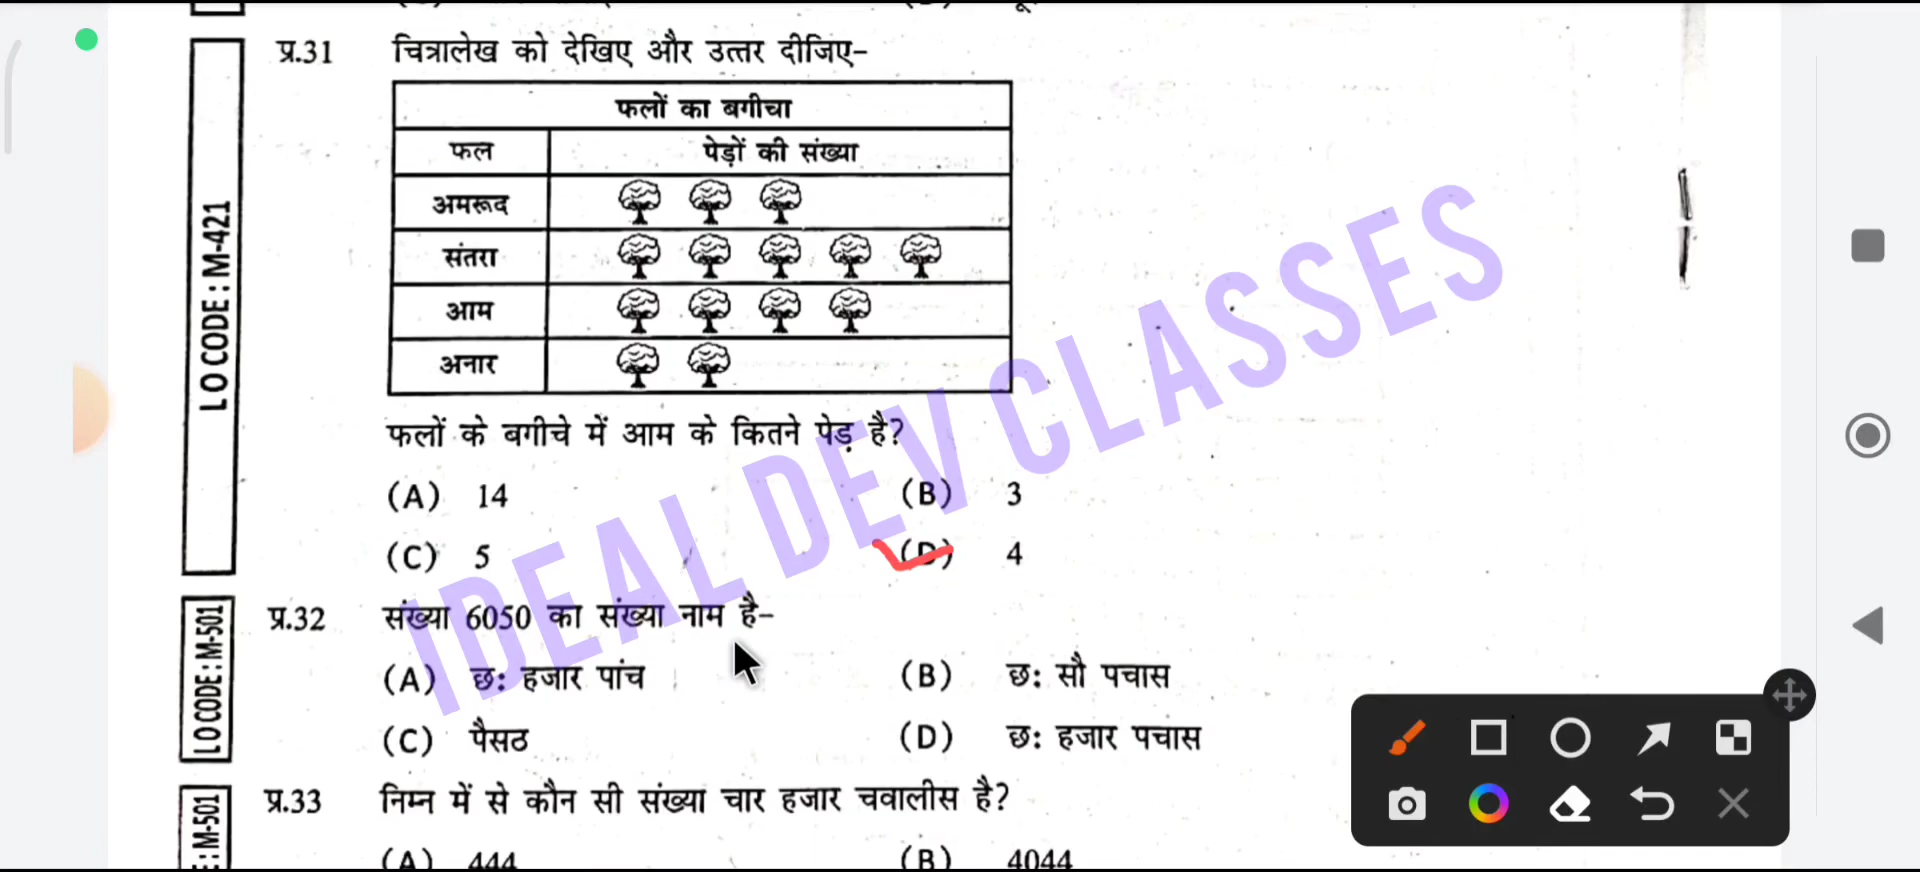 प्र.31 चित्रालेख को देखिए और उत्तर दीजिए–
फलों का बगीचा
फल पेड़ों की संख्या
अमरूद
संतरा
आम
अनार
फलों के बगीचे में आम के कितने पेड़ है?
(A) 14 (B) 3
(C) 5 (D) 4
LO CODE : M-421
प्र.32 संख्या 6050 का संख्या नाम है–
(A) छः हजार पांच (B) छः सौ पचास
(C) पैसठ (D) छः हजार पचास
LO CODE : M-501
प्र.33 निम्न में से कौन सी संख्या चार हजार चवालीस है?
(A) 444 (B) 4044
E : M-501
IDEAL DEV CLASSES